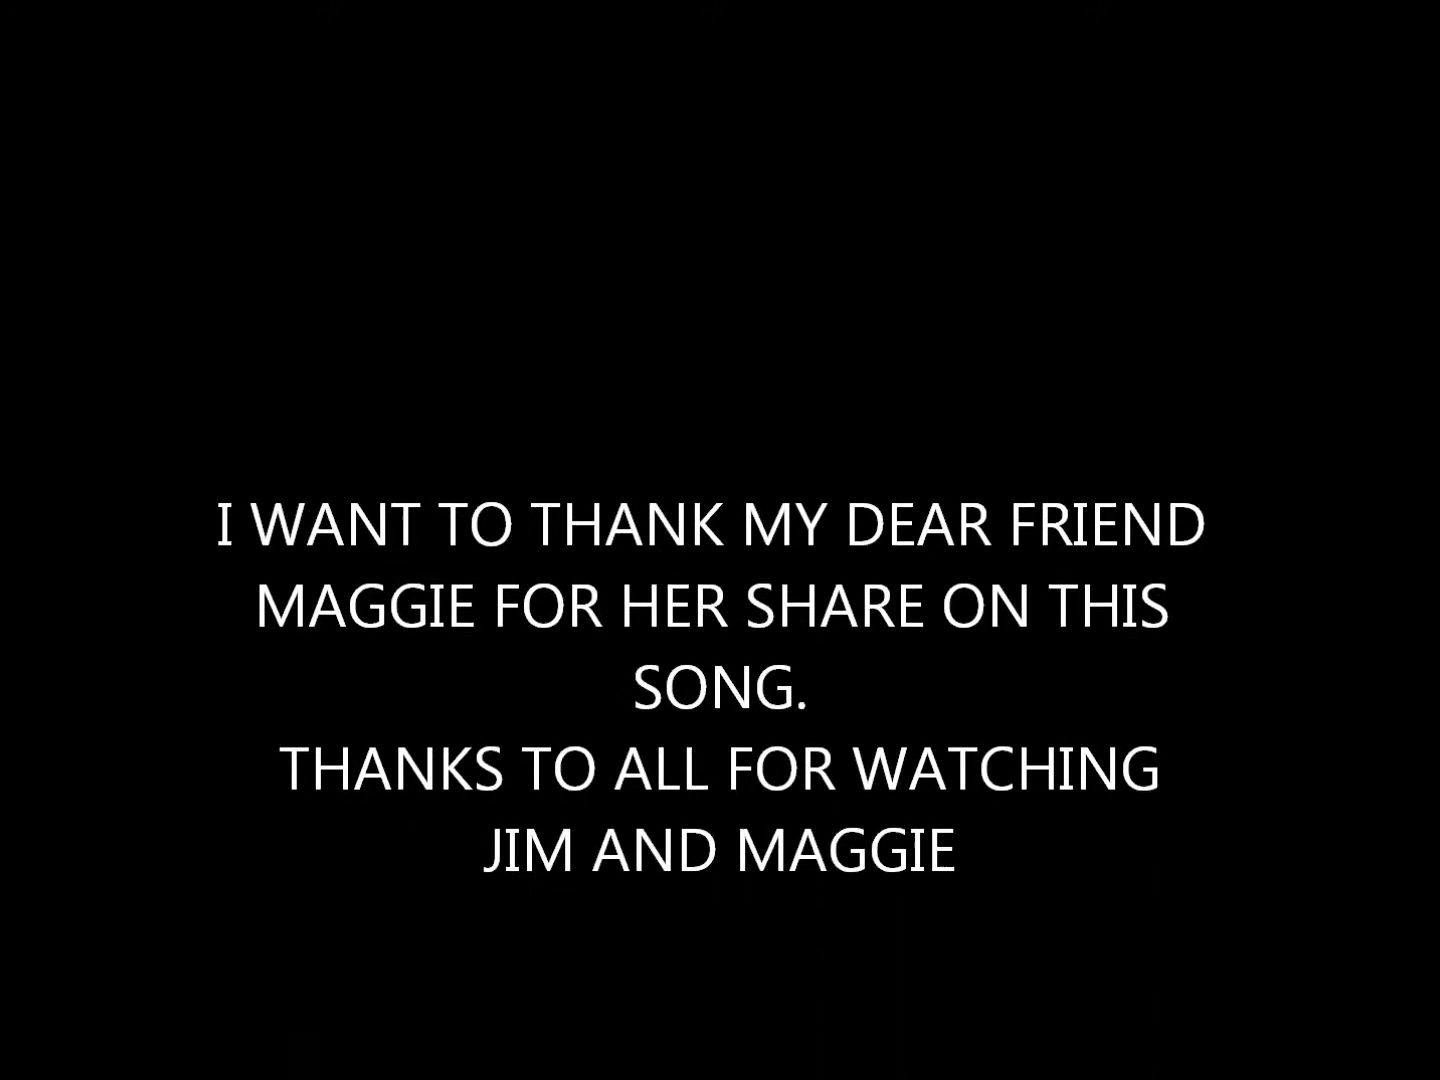 I WANT TO THANK MY DEAR FRIEND
MAGGIE FOR HER SHARE ON THIS
SONG.
THANKS TO ALL FOR WATCHING
JIM AND MAGGIE